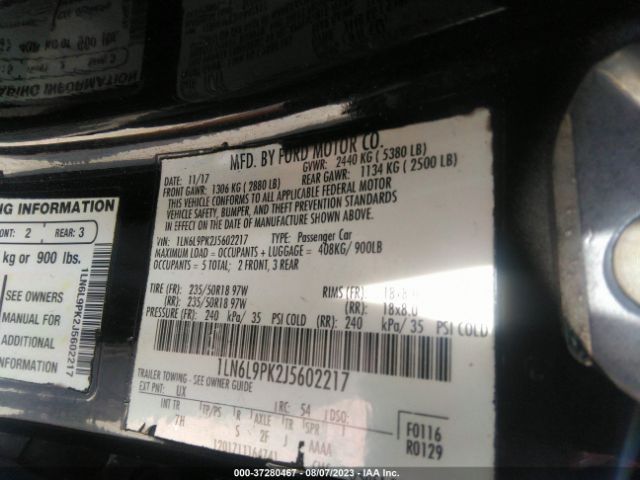 MFD. BY FORD MOTOR CO.
DATE: 11/17 GVWR: 2440 KG ( 5380 LB)
FRONT GAWR: 1306 KG ( 2880 LB) REAR GAWR: 1134 KG ( 2500 LB)
THIS VEHICLE CONFORMS TO ALL APPLICABLE FEDERAL MOTOR
VEHICLE SAFETY, BUMPER, AND THEFT PREVENTION STANDARDS
IN EFFECT ON THE DATE OF MANUFACTURE SHOWN ABOVE.
VIN: 1LN6L9PK2J5602217 TYPE: Passenger Car
MAXIMUM LOAD = OCCUPANTS + LUGGAGE = 408KG/ 900LB
OCCUPANTS = 5 TOTAL; 2 FRONT, 3 REAR
TIRE (FR): 235/50R18 97W RIMS (FR):
(RR): 235/50R18 97W (RR): 18x8.0
PRESSURE (FR): 240 kPa/ 35 PSI COLD (RR): 240 kPa/ 35 PSI COLD
1LN6L9PK2J5602217
TRAILER TOWING - SEE OWNER GUIDE
EXT PNT: UX RC: 54 DSO:
INT TR TP/PS R AXLE TR SPR
7H S 2F J AAAA
F0116
R0129
ING INFORMATION
ONT: 2 REAR: 3
kg or 900 lbs.
SEE OWNERS
MANUAL FOR
ADDITIONAL
INFORMATION
1LN6L9PK2J5602217
000-37280467 - 08/07/2023 - IAA Inc.